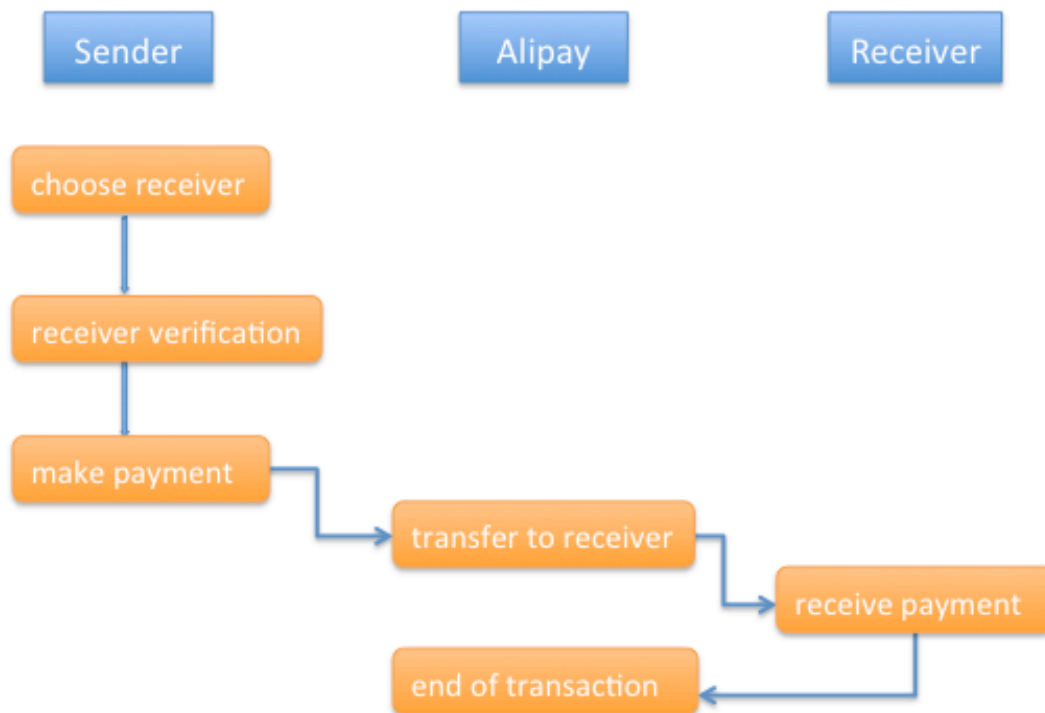 Sender
Alipay
Receiver
choose receiver
receiver verification
make payment
transfer to receiver
receive payment
end of transaction